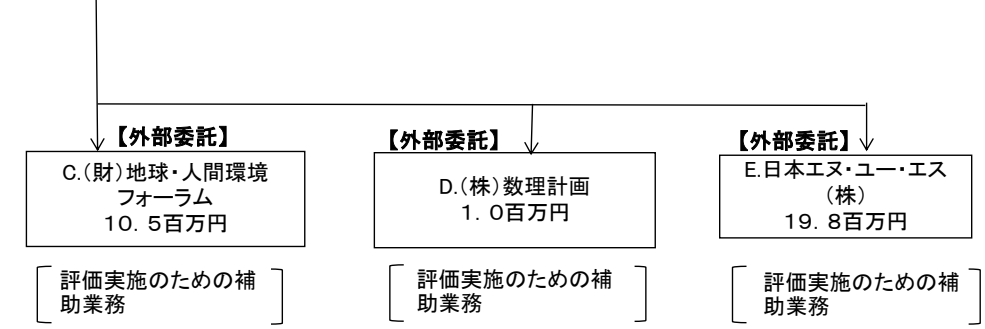 【外部委託】
C.（財）地球・人間環境
フォーラム
１０．５百万円
評価実施のための補
助業務
【外部委託】
D.（株）数理計画
１．０百万円
評価実施のための補
助業務
【外部委託】
E.日本エヌ・ユー・エス
（株）
１９．８百万円
評価実施のための補
助業務